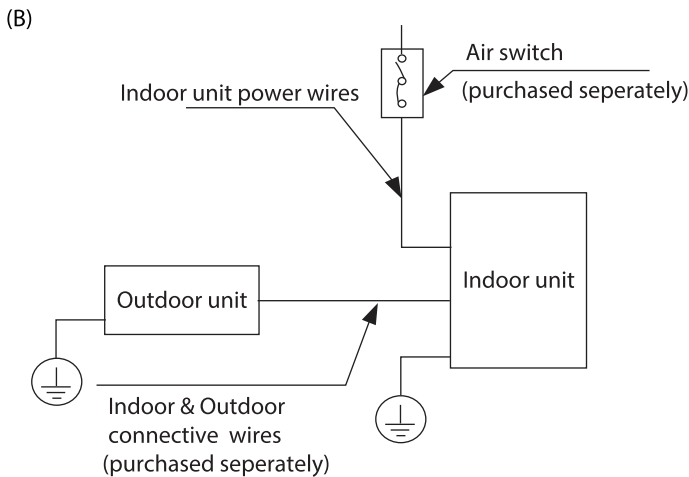 (B)
Air switch
(purchased seperately)
Indoor unit power wires
Indoor unit
Outdoor unit
Indoor & Outdoor
connective wires
(purchased seperately)